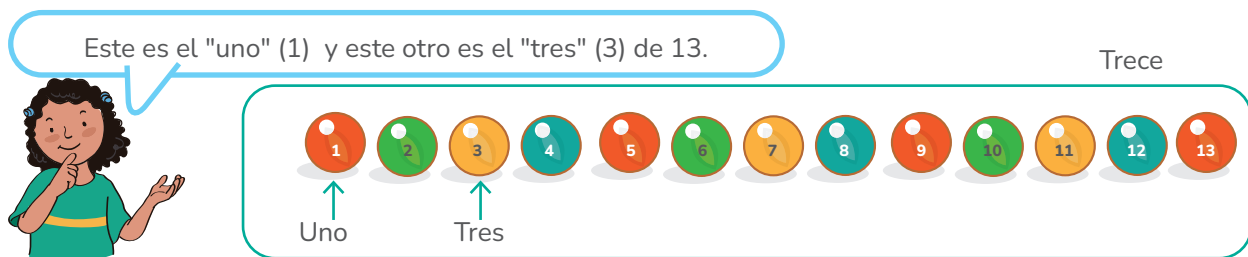 Este es el "uno" (1) y este otro es el "tres" (3) de 13.
Trece
1 2 3 4 5 6 7 8 9 10 11 12 13
Uno Tres